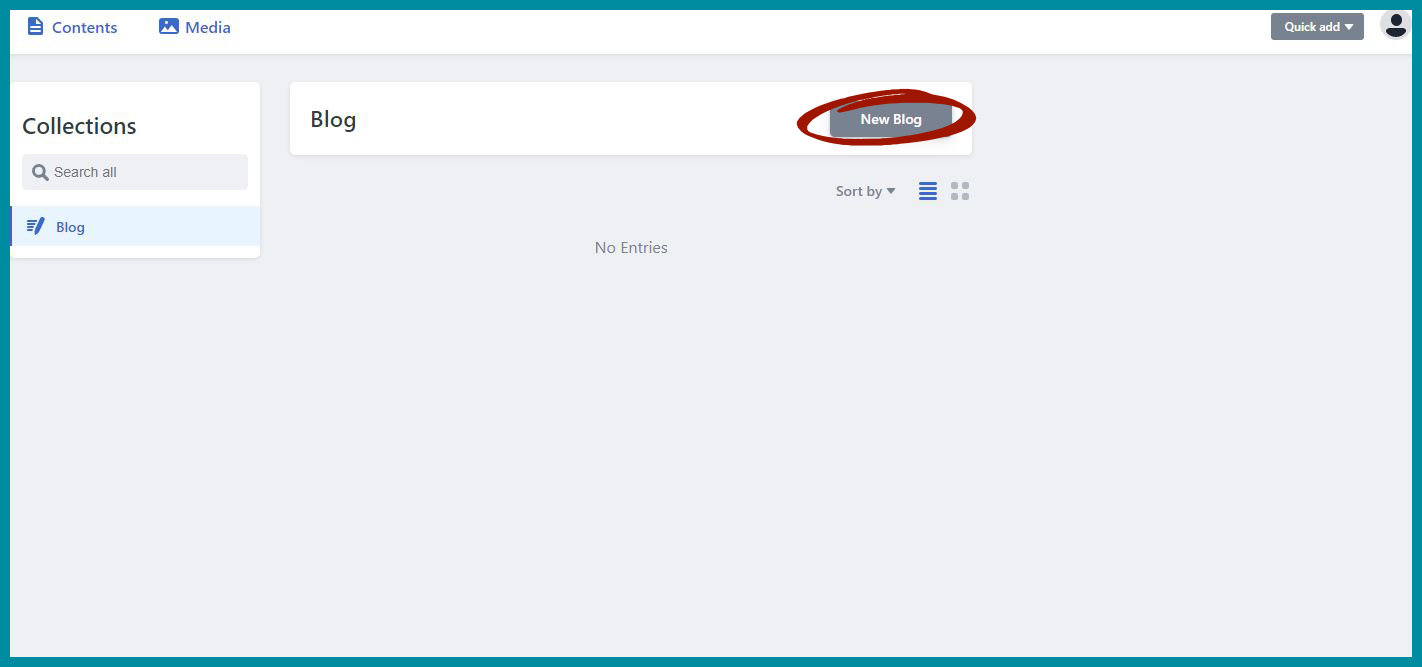 Contents
Media
Quick add
Collections
Search all
Blog
Blog
New Blog
Sort by
No Entries